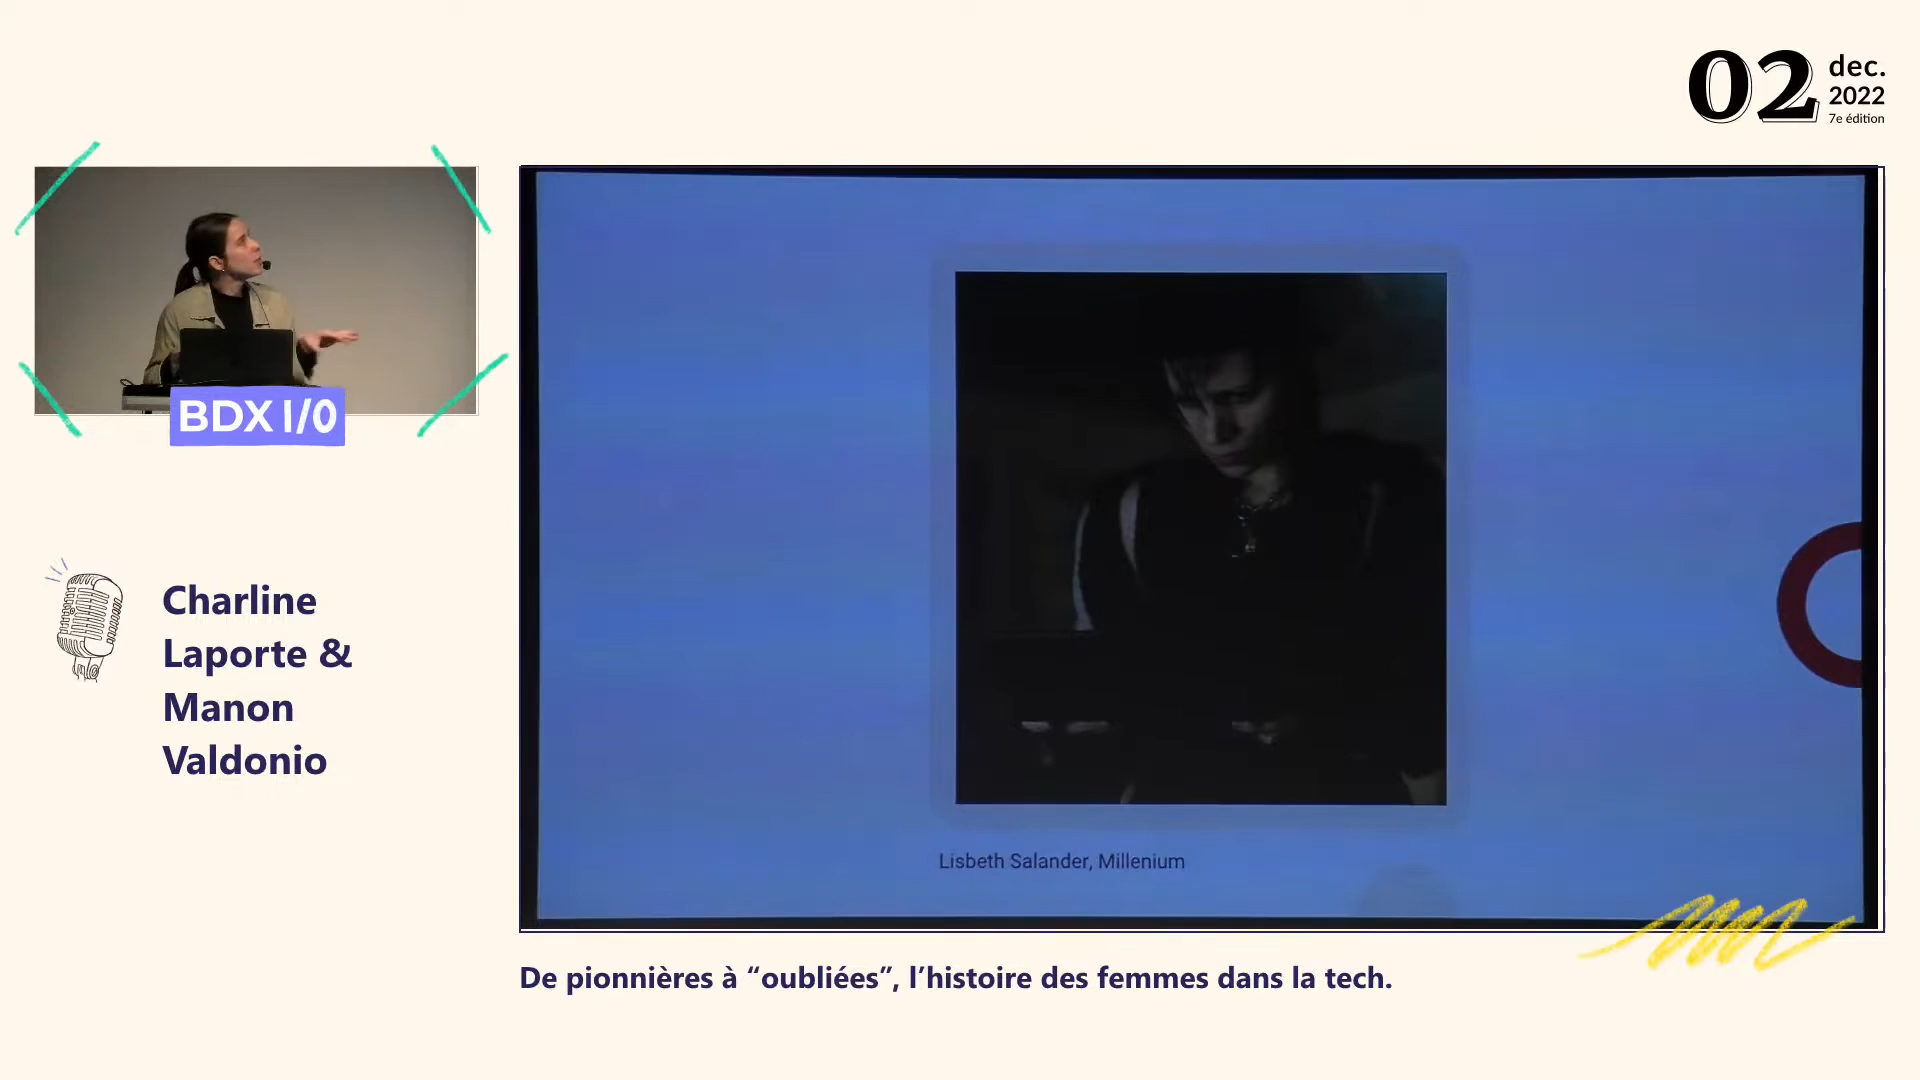 02 dec.
2022
7e édition
BDX I/O
Charline
Laporte &
Manon
Valdonio
Lisbeth Salander, Millenium
De pionnières à “oubliées”, l’histoire des femmes dans la tech.